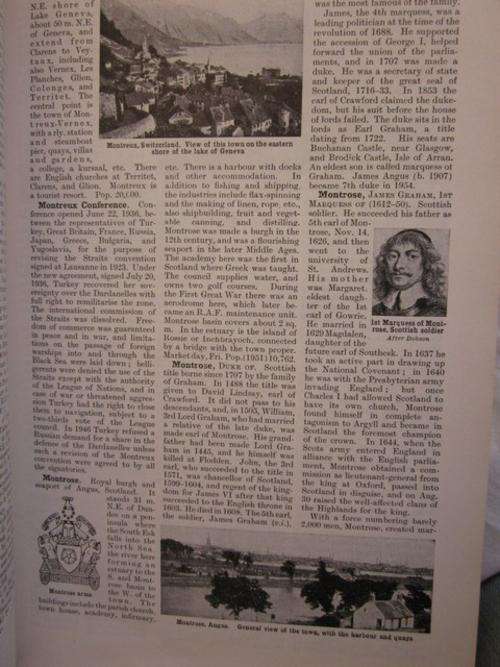 N.E. shore of
Lake Geneva,
about 50 m. N.E.
of Geneva, and
extend from
Clarens to Vey-
taux, including
also Vernex, Les
Planches, Glion,
Colonges, and
Territet. The
central point is
the town of Mon-
treux-Vernex,
with a rly. station
and steamboat
pier, quays, villas
and gardens,
a college, a kursaal, etc. There
are English churches at Territet,
Clarens, and Glion. Montreux is
a tourist resort. Pop. 20,000.
Montreux Conference. Con-
ference opened June 22, 1936, be-
tween the representatives of Tur-
key, Great Britain, France, Russia,
Japan, Greece, Bulgaria, and
Yugoslavia, for the purpose of
revising the Straits convention
signed at Lausanne in 1923. Under
the new agreement, signed July 20,
1936, Turkey recovered her sov-
ereignty over the Dardanelles with
full right to remilitarise the zone.
The international commission of
the Straits was dissolved. Free-
dom of commerce was guaranteed
in peace and in war, and limita-
tions on the passage of foreign
warships into and through the
Black Sea were laid down; belli-
gerents were denied the use of the
Straits except with the authority
of the League of Nations, and in
case of war or threatened aggres-
sion Turkey had the right to close
them to navigation, subject to a
two-thirds vote of the League
council. In 1946 Turkey refused a
Russian demand for a share in the
defence of the Dardanelles unless
such a revision of the Montreux
convention were agreed to by all
the signatories.
Montrose. Royal burgh and
seaport of Angus, Scotland. It
stands 31 m.
N.E. of Dun-
dee on a pen-
insula where
the South Esk
falls into the
North Sea,
the river here
forming an
estuary to the
S. and Mont-
rose basin to
the W. of the
town. The
buildings include the parish church,
town house, academy, infirmary,
Montrose arms
Montreux, Switzerland. View of this town on the eastern
shore of the lake of Geneva
etc. There is a harbour with docks
and other accommodation. In
addition to fishing and shipping,
the industries include flax-spinning
and the making of linen, rope, etc.,
also shipbuilding, fruit and veget-
able canning, and distilling.
Montrose was made a burgh in the
12th century, and was a flourishing
seaport in the later Middle Ages.
The academy here was the first in
Scotland where Greek was taught.
The council supplies water, and
owns two golf courses. During
the First Great War there was an
aerodrome here, which later be-
came an R.A.F. maintenance unit.
Montrose basin covers about 2 sq.
m. In the estuary is the island of
Rossie or Inchbrayoch, connected
by a bridge with the town proper.
Market day, Fri. Pop. (1951) 10,762.
Montrose, DUKE OF. Scottish
title borne since 1707 by the family
of Graham. In 1488 the title was
given to David Lindsay, earl of
Crawford. It did not pass to his
descendants, and, in 1505, William,
3rd Lord Graham, who had married
a relative of the late duke, was
made earl of Montrose. His grand-
father had been made Lord Gra-
ham in 1445, and he himself was
killed at Flodden. John, the 3rd
earl, who succeeded to the title in
1571, was chancellor of Scotland,
1599-1604, and regent of the king-
dom for James VI after that king
succeeded to the English throne in
1603. He died in 1608. The 5th earl,
the soldier, James Graham (v.i.),
was the most famous of the family.
James, the 4th marquess, was a
leading politician at the time of the
revolution of 1688. He supported
the accession of George I, helped
forward the union of the parlia-
ments, and in 1707 was made a
duke. He was a secretary of state
and keeper of the great seal of
Scotland, 1716-33. In 1853 the
earl of Crawford claimed the duke-
dom, but his suit before the house
of lords failed. The duke sits in the
lords as Earl Graham, a title
dating from 1722. His seats are
Buchanan Castle, near Glasgow,
and Brodick Castle, Isle of Arran.
An eldest son is called marquess of
Graham. James Angus (b. 1907)
became 7th duke in 1954.
Montrose, JAMES GRAHAM, 1ST
MARQUESS OF (1612-50). Scottish
soldier. He succeeded his father as
5th earl of Mon-
trose, Nov. 14,
1626, and then
went to the
university of
St. Andrews.
His mother
was Margaret,
eldest daugh-
ter of the 1st
earl of Gowrie.
He married in
1629 Magdalen,
daughter of the
1st Marquess of Mont-
rose, Scottish soldier
After Dobson
future earl of Southesk. In 1637 he
took an active part in drawing up
the National Covenant; in 1640
he was with the Presbyterian army
invading England; but once
Charles I had allowed Scotland to
have its own church, Montrose
found himself in complete an-
tagonism to Argyll and became in
Scotland the foremost champion
of the crown. In 1644, when the
Scots army entered England in
alliance with the English parlia-
ment, Montrose obtained a com-
mission as lieutenant-general from
the king at Oxford, passed into
Scotland in disguise, and on Aug.
20 raised the well-affected clans of
the Highlands for the king.
With a force numbering barely
2,000 men, Montrose, created mar-
Montrose, Angus. General view of the town, with the harbour and quays